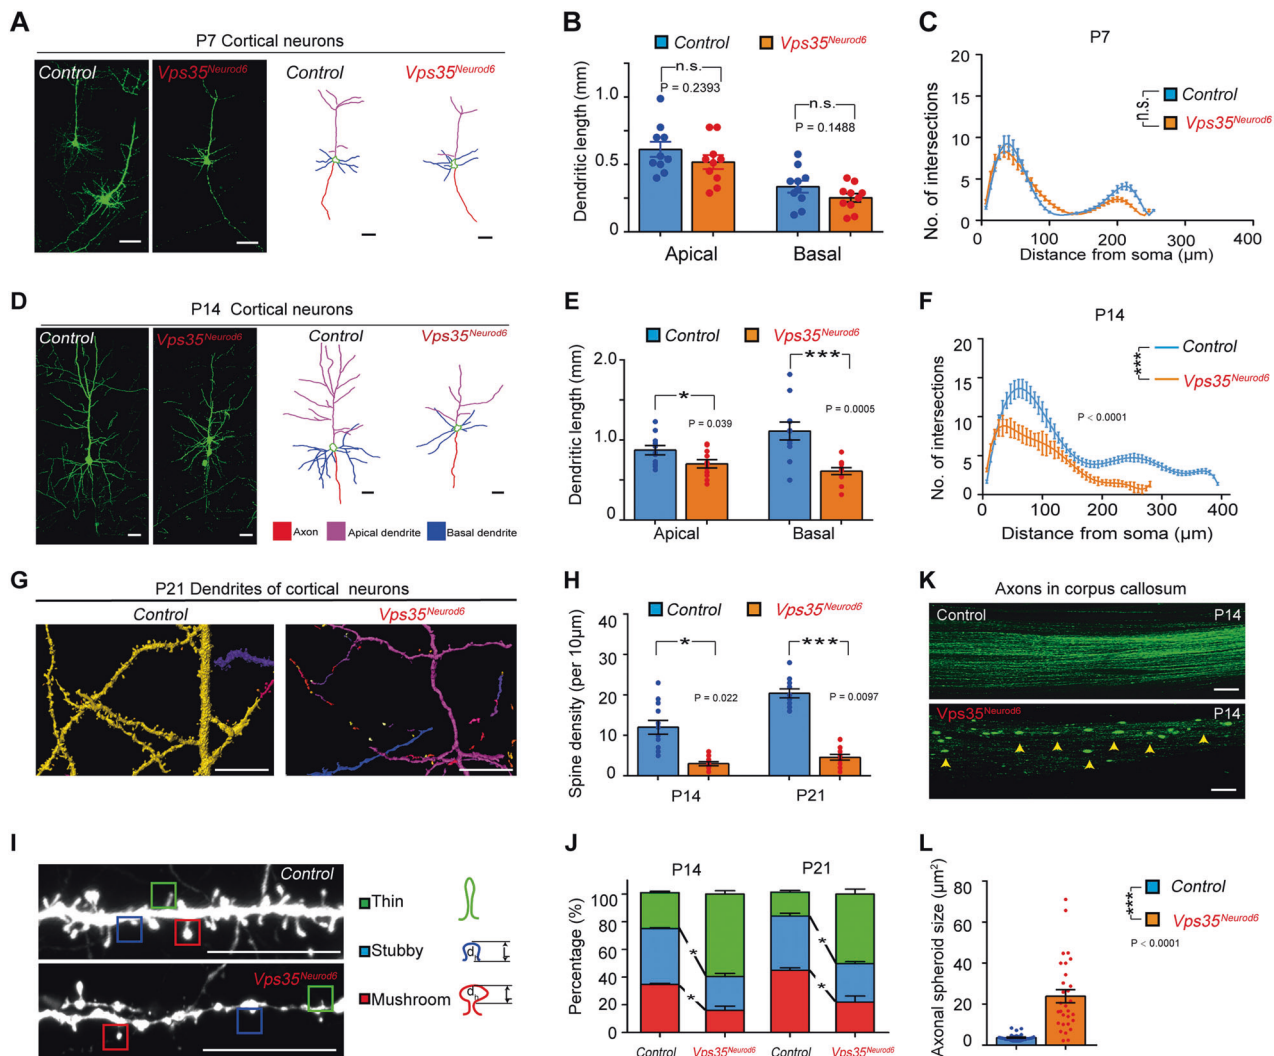 A
P7 Cortical neurons
Control
Vps35Neurod6
Control
Vps35Neurod6
B
Control
Vps35Neurod6
Dendritic length (mm)
1.0
0.5
0
n.s.
P = 0.2393
n.s.
P = 0.1488
Apical
Basal
C
P7
No. of intersections
20
15
10
5
0
n.s.
Control
Vps35Neurod6
0
100
200
300
400
Distance from soma (µm)
D
P14 Cortical neurons
Control
Vps35Neurod6
Control
Vps35Neurod6
Axon
Apical dendrite
Basal dendrite
E
Control
Vps35Neurod6
Dendritic length (mm)
2.0
1.0
0
*
P = 0.039
***
P = 0.0005
Apical
Basal
F
P14
No. of intersections
20
15
10
5
0
***
Control
Vps35Neurod6
P < 0.0001
0
100
200
300
400
Distance from soma (µm)
G
P21 Dendrites of cortical neurons
Control
Vps35Neurod6
H
Control
Vps35Neurod6
Spine density (per 10µm)
40
30
20
10
0
*
P = 0.022
***
P = 0.0097
P14
P21
K
Axons in corpus callosum
Control
P14
Vps35Neurod6
P14
I
Control
Vps35Neurod6
Thin
Stubby
Mushroom
J
P14
P21
Percentage (%)
100
80
60
40
20
0
*
*
*
*
Control
Vps35Neurod6
Control
Vps35Neurod6
L
Axonal spheroid size (µm²)
80
60
40
20
0
***
Control
Vps35Neurod6
P < 0.0001